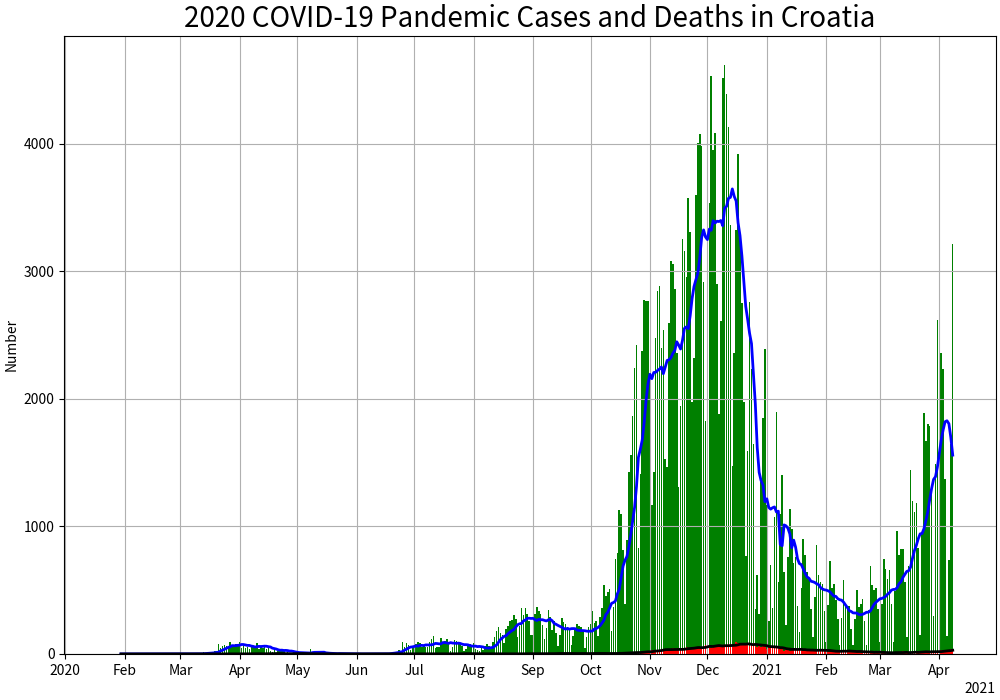 2020 COVID-19 Pandemic Cases and Deaths in Croatia
Number
4000
3000
2000
1000
0
2020 Feb Mar Apr May Jun Jul Aug Sep Oct Nov Dec 2021 Feb Mar Apr
2021